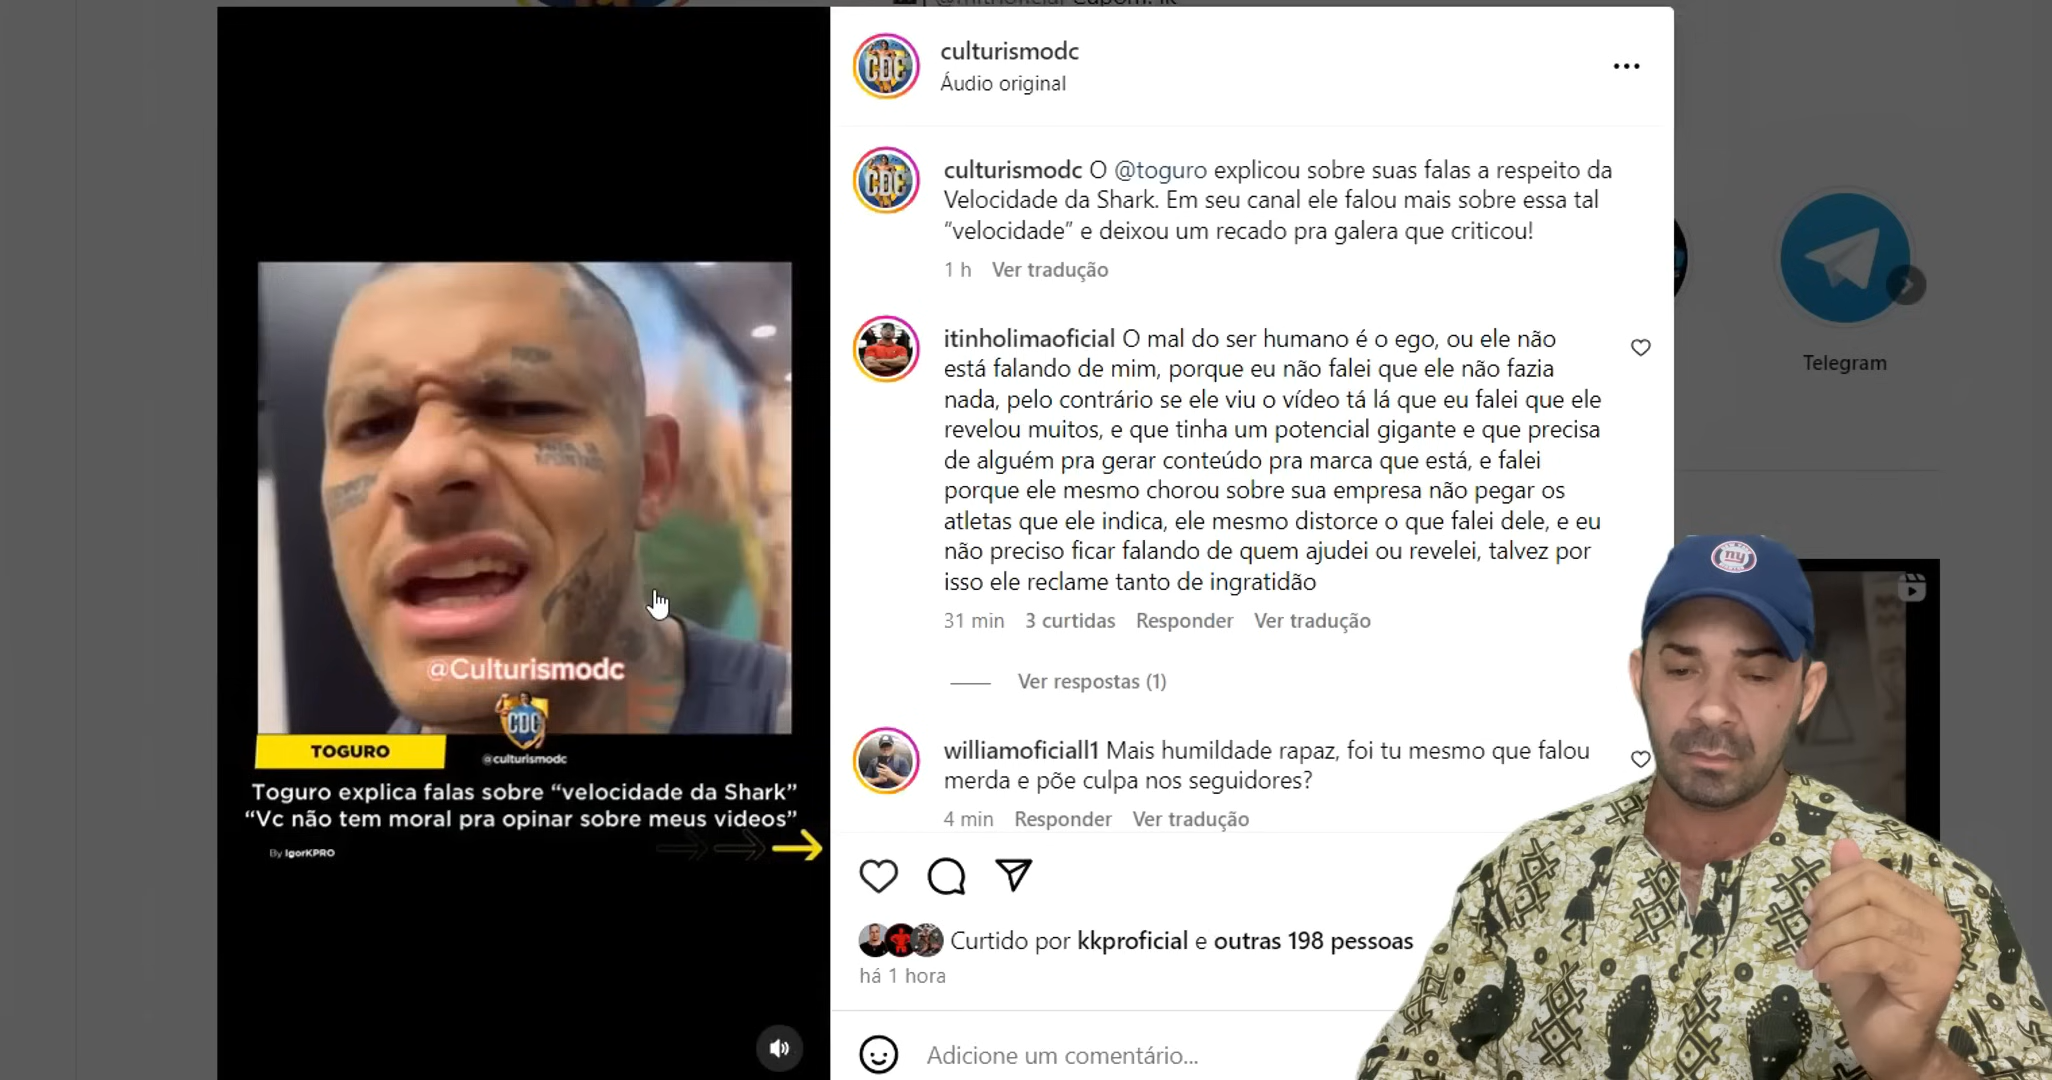 culturismodc
Áudio original
culturismodc O @toguro explicou sobre suas falas a respeito da
Velocidade da Shark. Em seu canal ele falou mais sobre essa tal
"velocidade" e deixou um recado pra galera que criticou!
1 h Ver tradução
itinholimaoficial O mal do ser humano é o ego, ou ele não
está falando de mim, porque eu não falei que ele não fazia
nada, pelo contrário se ele viu o vídeo tá lá que eu falei que ele
revelou muitos, e que tinha um potencial gigante e que precisa
de alguém pra gerar conteúdo pra marca que está, e falei
porque ele mesmo chorou sobre sua empresa não pegar os
atletas que ele indica, ele mesmo distorce o que falei dele, e eu
não preciso ficar falando de quem ajudei ou revelei, talvez por
isso ele reclame tanto de ingratidão
31 min 3 curtidas Responder Ver tradução
Ver respostas (1)
williamoficiall1 Mais humildade rapaz, foi tu mesmo que falou
merda e põe culpa nos seguidores?
4 min Responder Ver tradução
Curtido por kkproficial e outras 198 pessoas
há 1 hora
Adicione um comentário...
@Culturismodc
CDC
TOGURO
@culturismodc
Toguro explica falas sobre “velocidade da Shark”
“Vc não tem moral pra opinar sobre meus videos”
By IgorKPRO
Telegram
NY